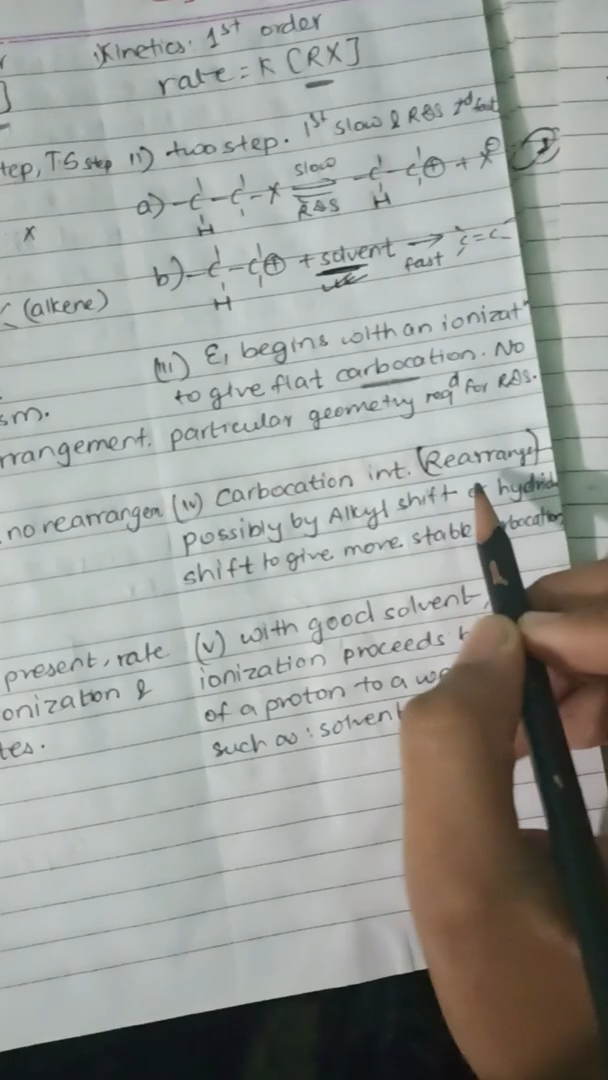 Kinetics: 1st order
rate = K [RX]
tep, TS step ii) two step. 1st slow & RDS 2nd fast
a) -C-C-X slow RDS -C-C⊕ + X⊖
H H
x
b) -C-C⊕ + solvent → fast C=C
H
(alkene)
(iii) E1 begins with an ionizat
to give flat carbocation. No
sm.
rrangement. particular geometry reqd for RDS.
no rearrangem (iv) Carbocation int. (Rearrange)
possibly by Alkyl shift or hydrid
shift to give more stable
(v) with good solvent,
present, rate ionization proceeds
onization & of a proton to a
tes. such as: solvent